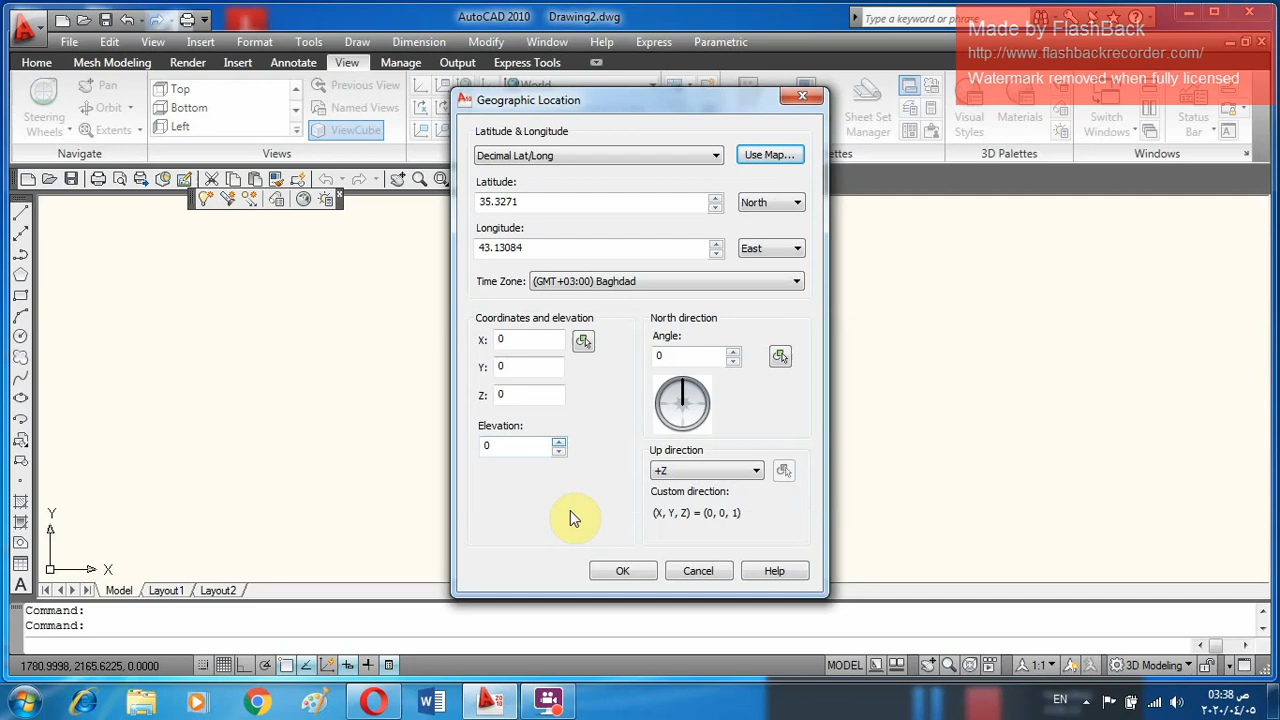 AutoCAD 2010 Drawing2.dwg
Type a keyword or phrase
Made by FlashBack
http://www.flashbackrecorder.com/
Watermark removed when fully licensed
File Edit View Insert Format Tools Draw Dimension Modify Window Help Express Parametric
Home Mesh Modeling Render Insert Annotate View Manage Output Express Tools
Steering Wheels
Pan
Orbit
Extents
Navigate
Top
Bottom
Left
Views
Previous View
Named Views
ViewCube
World
Sheet Set Manager
Visual Styles
Materials
3D Palettes
Switch Windows
Status Bar
Windows
Geographic Location
Latitude & Longitude
Decimal Lat/Long
Use Map...
Latitude:
35.3271 North
Longitude:
43.13084 East
Time Zone: (GMT+03:00) Baghdad
Coordinates and elevation
X: 0
Y: 0
Z: 0
Elevation:
0
North direction
Angle:
0
Up direction
+Z
Custom direction:
(X, Y, Z) = (0, 0, 1)
OK Cancel Help
Y
X
Model Layout1 Layout2
Command:
Command:
1780.9998, 2165.6225, 0.0000
MODEL
1:1
3D Modeling
EN
03:38 ص
٢٠٢٠/٠٤/٠٥